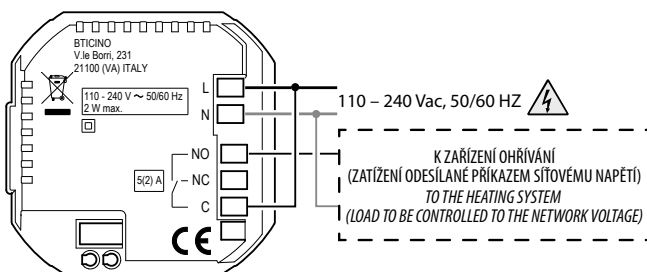 BTICINO
V.le Borri, 231
21100 (VA) ITALY
110 - 240 V ~ 50/60 Hz
2 W max.
L
N
NO
NC
C
5(2) A
CE
110 – 240 Vac, 50/60 HZ
K ZAŘÍZENÍ OHŘÍVÁNÍ
(ZATÍŽENÍ ODESÍLANÉ PŘÍKAZEM SÍŤOVÉMU NAPĚTÍ)
TO THE HEATING SYSTEM
(LOAD TO BE CONTROLLED TO THE NETWORK VOLTAGE)